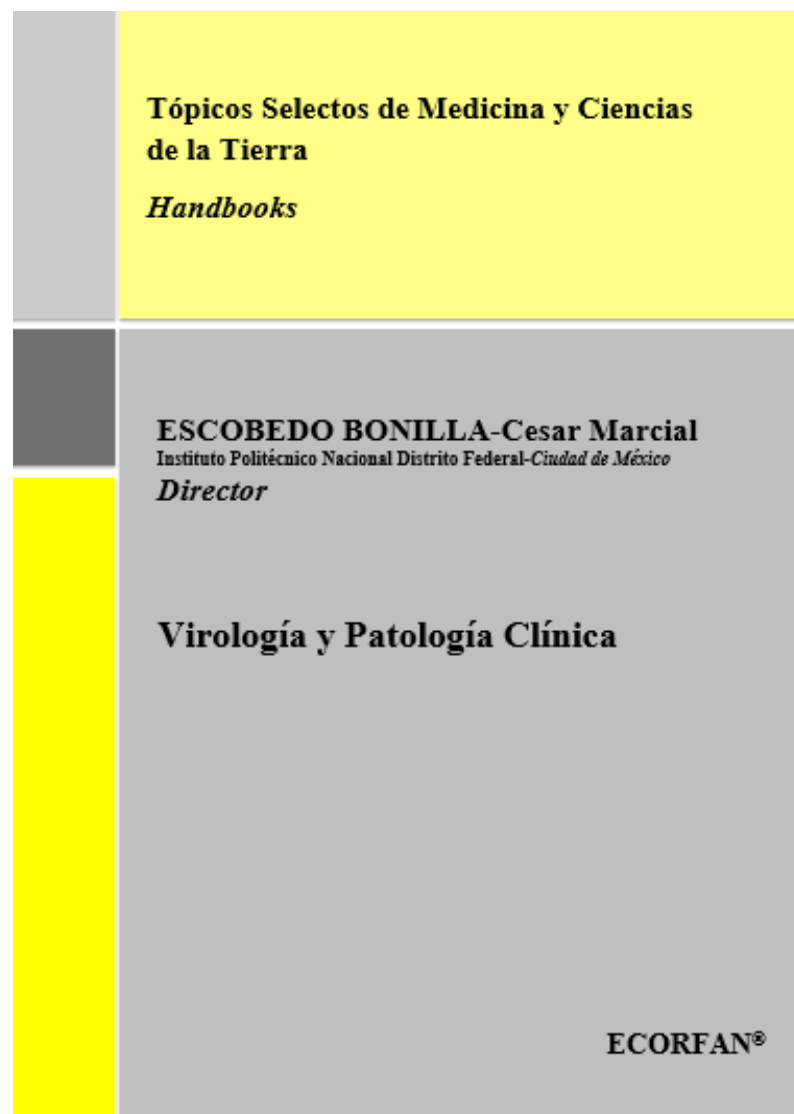 Tópicos Selectos de Medicina y Ciencias
de la Tierra
Handbooks
ESCOBEDO BONILLA-Cesar Marcial
Instituto Politécnico Nacional Distrito Federal-Ciudad de México
Director
Virología y Patología Clínica
ECORFAN®